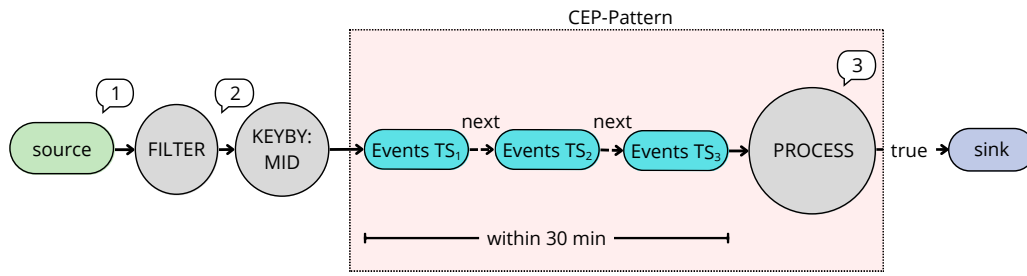 CEP-Pattern
1
2
3
source
FILTER
KEYBY:
MID
Events TS₁
next
Events TS₂
next
Events TS₃
PROCESS
true
sink
within 30 min